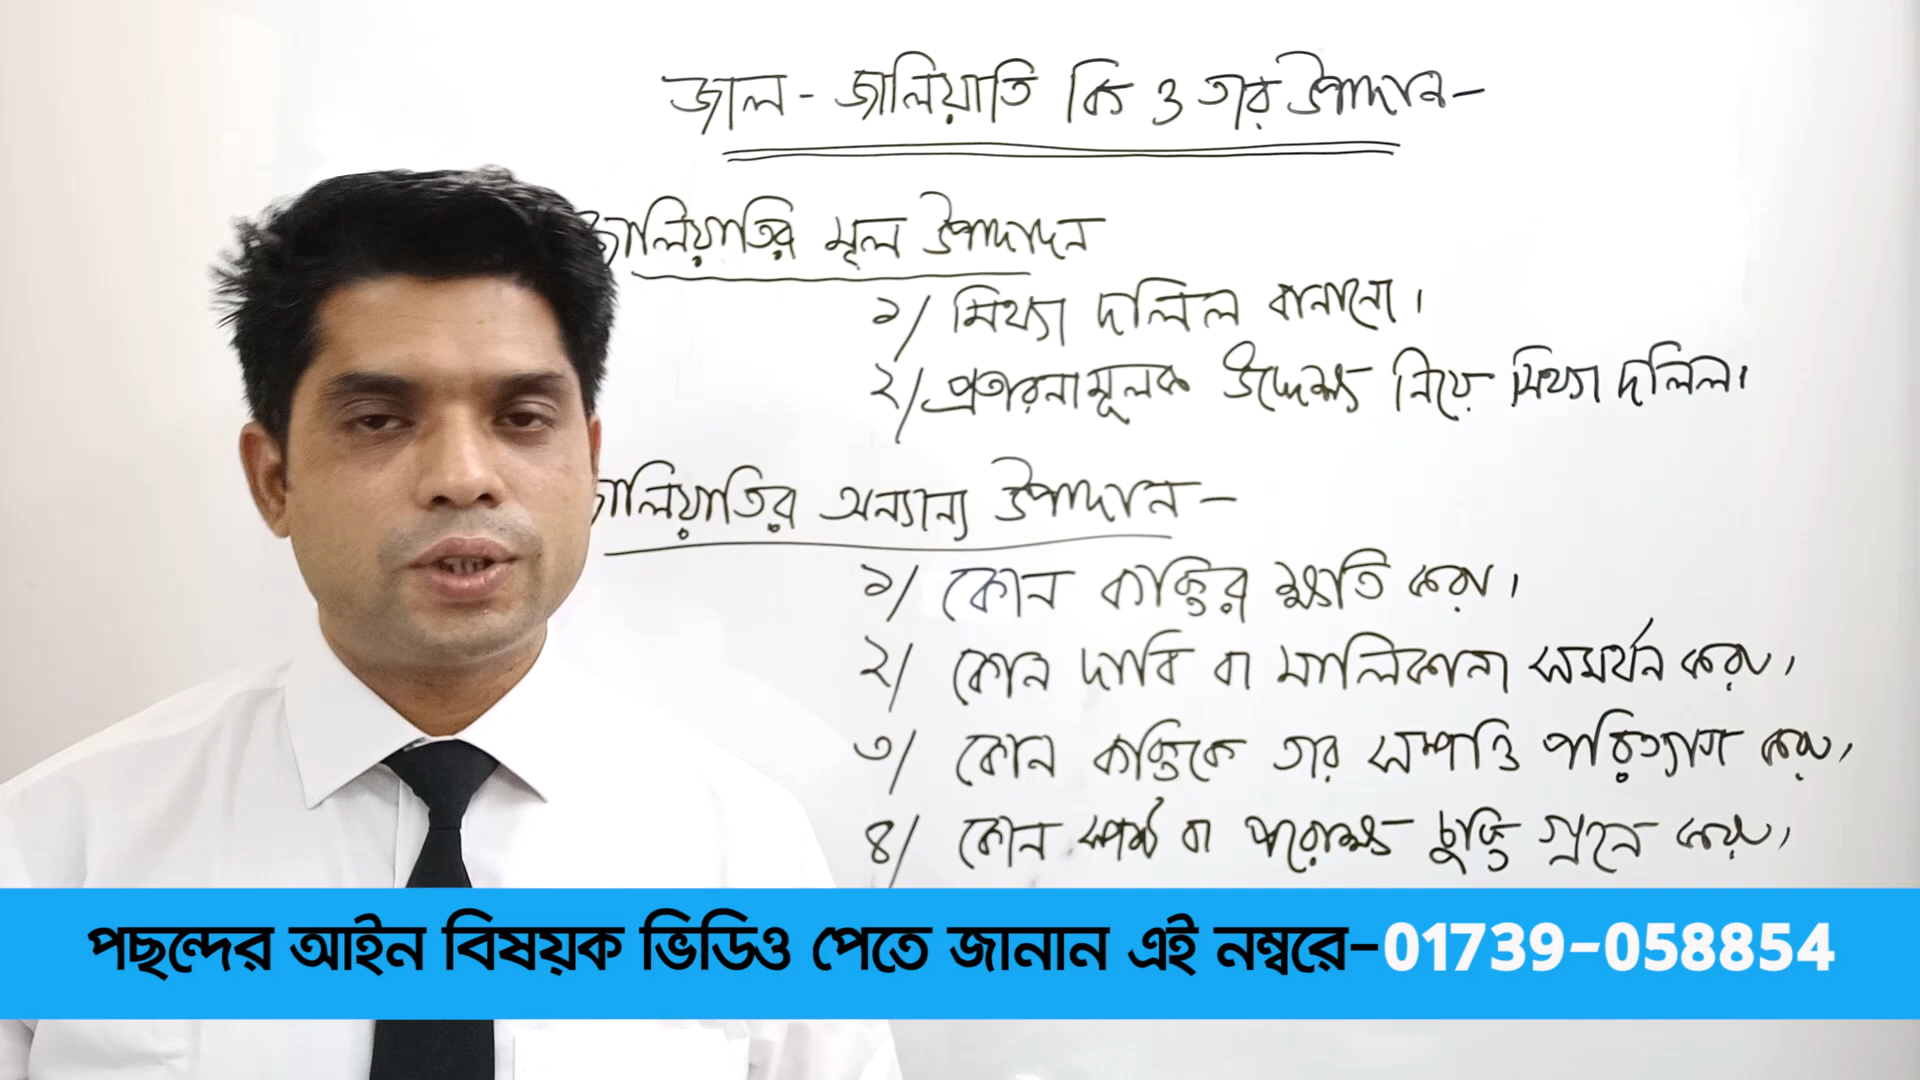 জাল - জালিয়াতি কি ও তার উপাদান -
জালিয়াতির মূল উপাদান
১/ মিথ্যা দলিল বানানো।
২/ প্রতারনামূলক উদ্দেশ্য নিয়ে মিথ্যা দলিল।
জালিয়াতির অন্যান্য উপাদান -
১/ কোন ব্যক্তির ক্ষতি করা।
২/ কোন দাবি বা মালিকানা সমর্থন করা,
৩/ কোন ব্যক্তিকে তার সম্পত্তি পরিত্যাগ করা,
৪/ কোন স্পষ্ট বা পরোক্ষ চুক্তি গ্রহনে করা,
পছন্দের আইন বিষয়ক ভিডিও পেতে জানান এই নম্বরে-01739-058854